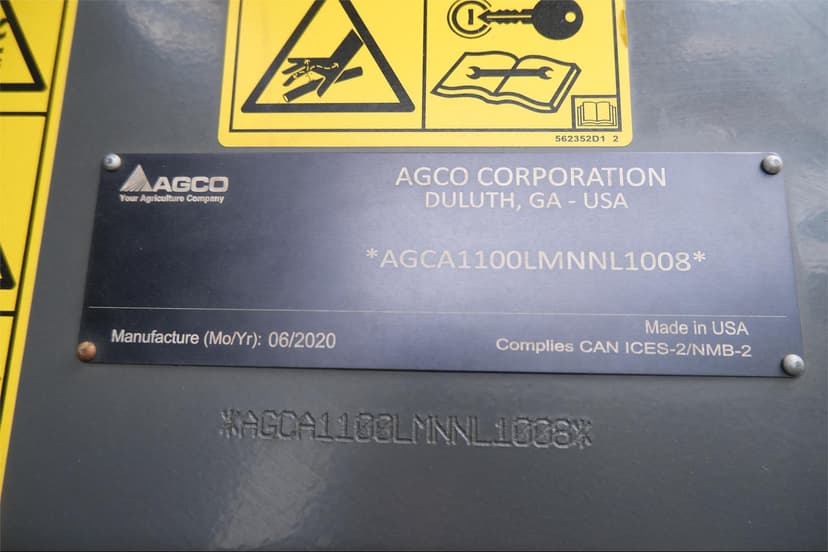 562352D1 2
AGCO
Your Agriculture Company
AGCO CORPORATION
DULUTH, GA - USA
*AGCA1100LMNNL1008*
Manufacture (Mo/Yr): 06/2020
Made in USA
Complies CAN ICES-2/NMB-2
*AGCA1100LMNNL1008*